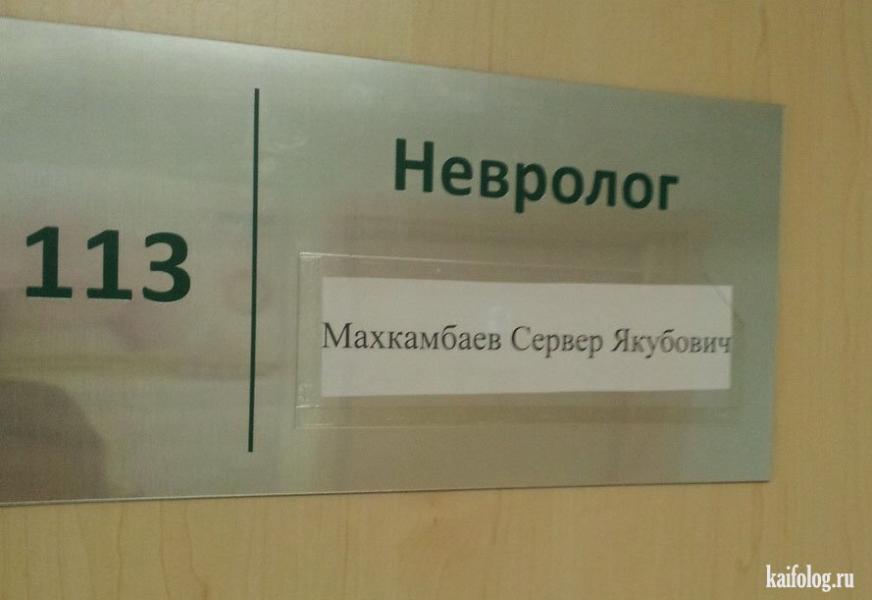 113
Невролог
Махкамбаев Сервер Якубович
kaifolog.ru